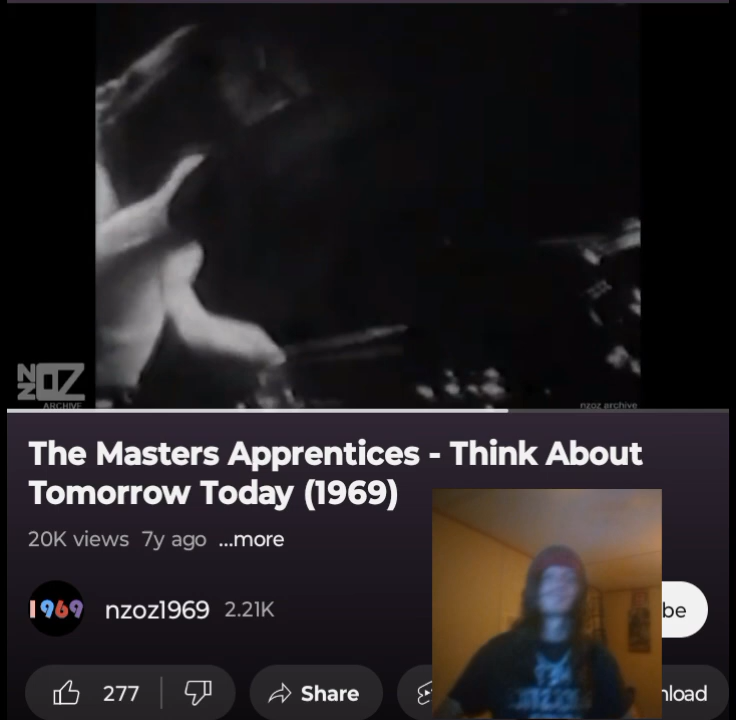 NZOZ
ARCHIVE
nzoz archive
The Masters Apprentices - Think About
Tomorrow Today (1969)
20K views 7y ago ...more
1969
nzoz1969 2.21K
be
277
Share
nload